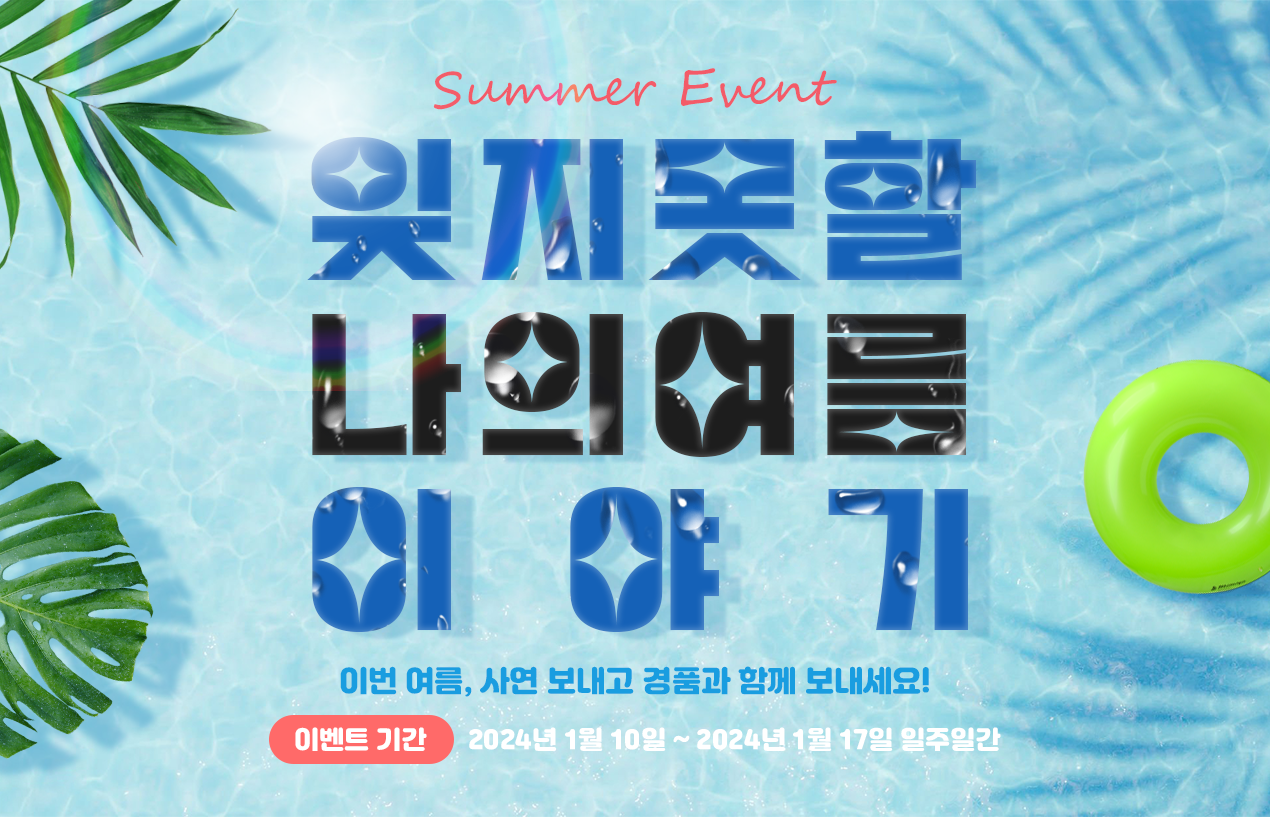 Summer Event
잊지못할
나의여름
이야기
이번 여름, 사연 보내고 경품과 함께 보내세요!
이벤트 기간 2024년 1월 10일 ~ 2024년 1월 17일 일주일간